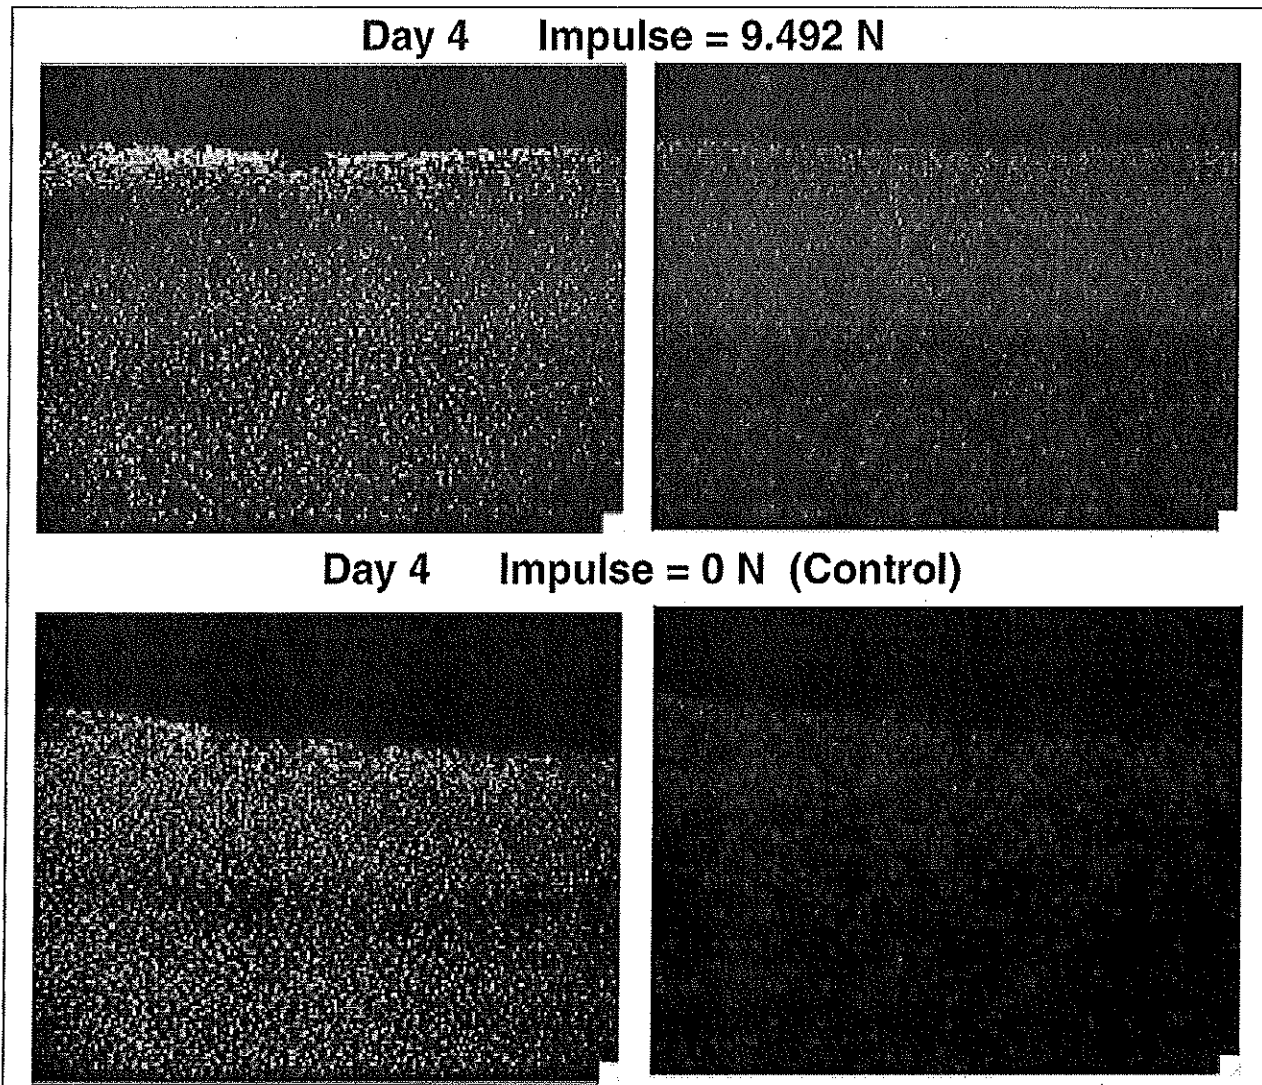 Day 4 Impulse = 9.492 N
Day 4 Impulse = 0 N (Control)